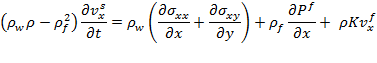 (ρ_w ρ − ρ_f^2) ∂v_x^s/∂t = ρ_w (∂σ_xx/∂x + ∂σ_xy/∂y) + ρ_f ∂P^f/∂x + ρKv_x^f